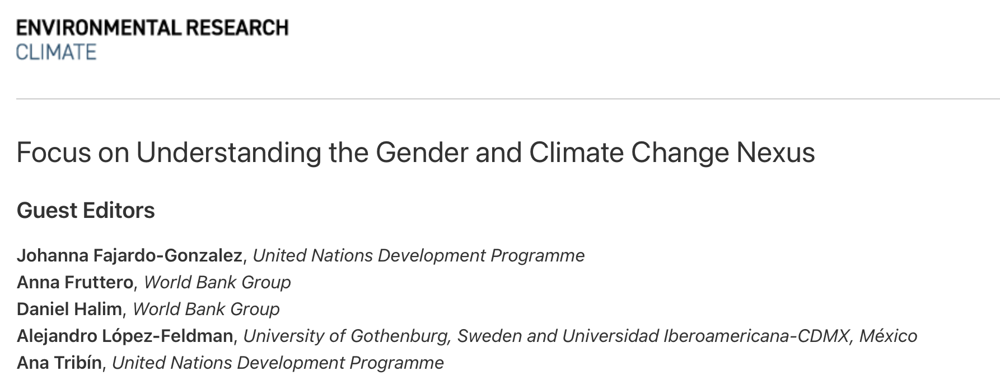 ENVIRONMENTAL RESEARCH
CLIMATE
Focus on Understanding the Gender and Climate Change Nexus
Guest Editors
Johanna Fajardo-Gonzalez, United Nations Development Programme
Anna Fruttero, World Bank Group
Daniel Halim, World Bank Group
Alejandro López-Feldman, University of Gothenburg, Sweden and Universidad Iberoamericana-CDMX, México
Ana Tribín, United Nations Development Programme